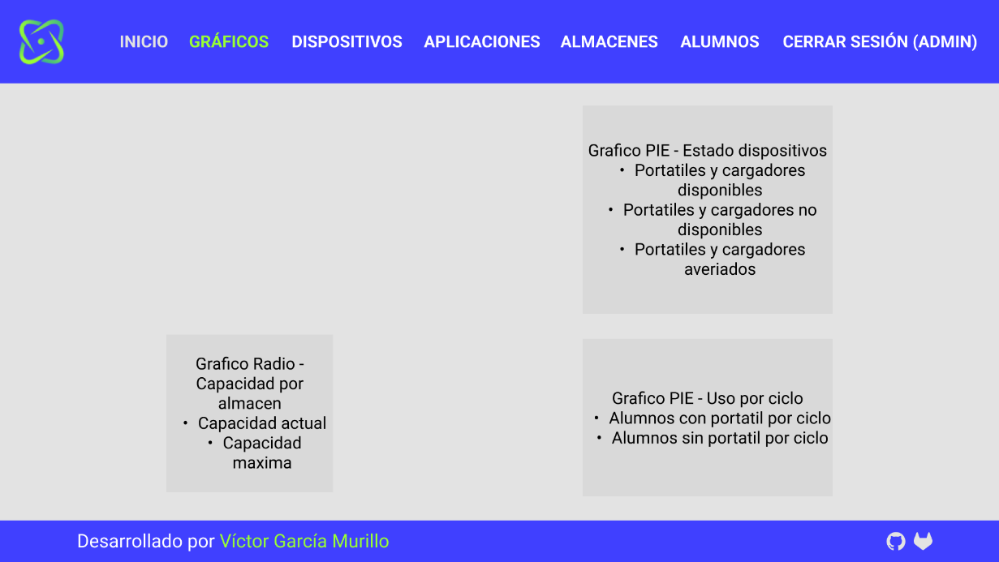 INICIO GRÁFICOS DISPOSITIVOS APLICACIONES ALMACENES ALUMNOS CERRAR SESIÓN (ADMIN)
Grafico PIE - Estado dispositivos
• Portatiles y cargadores
disponibles
• Portatiles y cargadores no
disponibles
• Portatiles y cargadores
averiados
Grafico Radio -
Capacidad por
almacen
• Capacidad actual
• Capacidad
maxima
Grafico PIE - Uso por ciclo
• Alumnos con portatil por ciclo
• Alumnos sin portatil por ciclo
Desarrollado por Víctor García Murillo